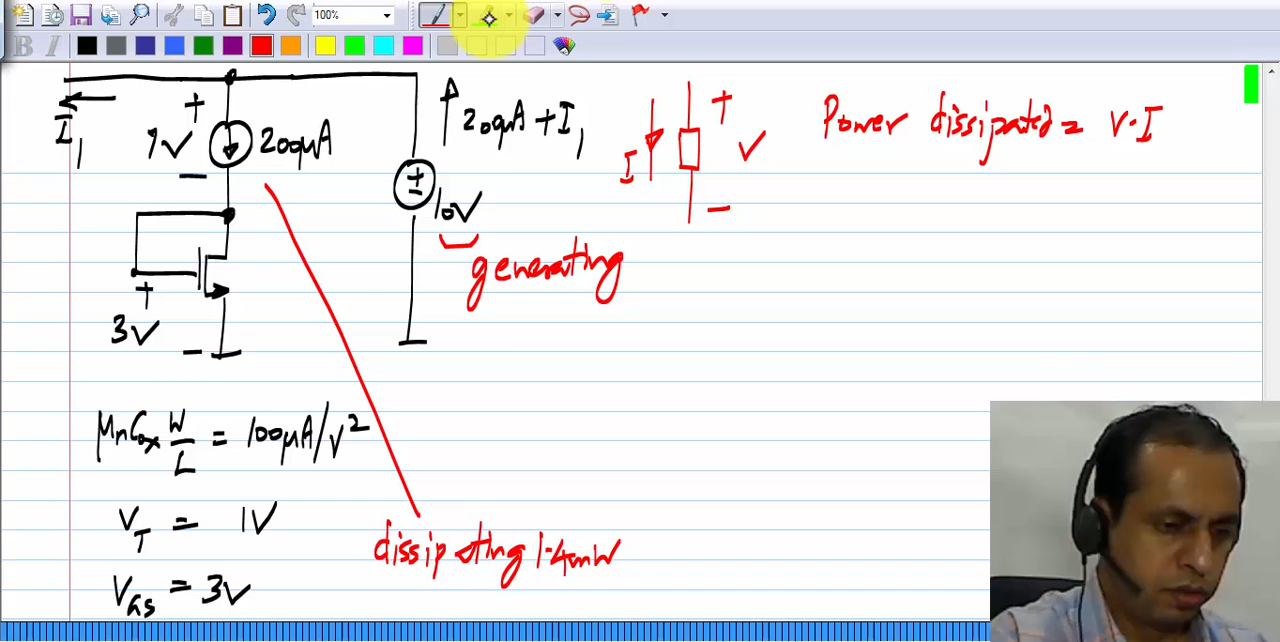 100%
B I
I1
+
7V
−
200µA
200µA + I1
+
−
10V
generating
I
+
V
−
Power dissipated = V·I
+
3V
−
µnCox W/L = 100µA/V²
VT = 1V
VGS = 3V
dissipating 1.4mW